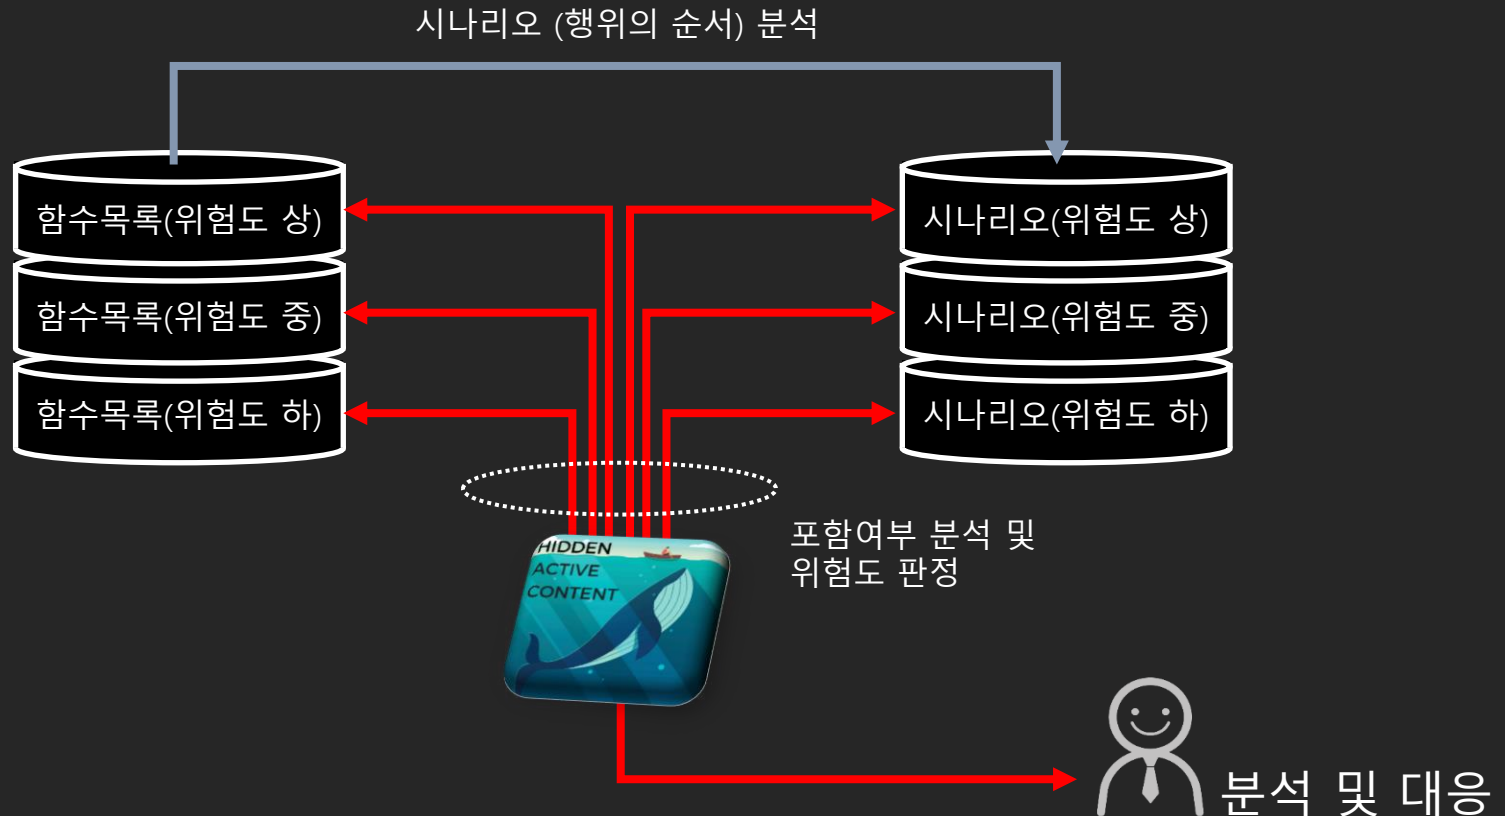 시나리오 (행위의 순서) 분석
함수목록(위험도 상)
함수목록(위험도 중)
함수목록(위험도 하)
시나리오(위험도 상)
시나리오(위험도 중)
시나리오(위험도 하)
포함여부 분석 및
위험도 판정
HIDDEN
ACTIVE
CONTENT
분석 및 대응